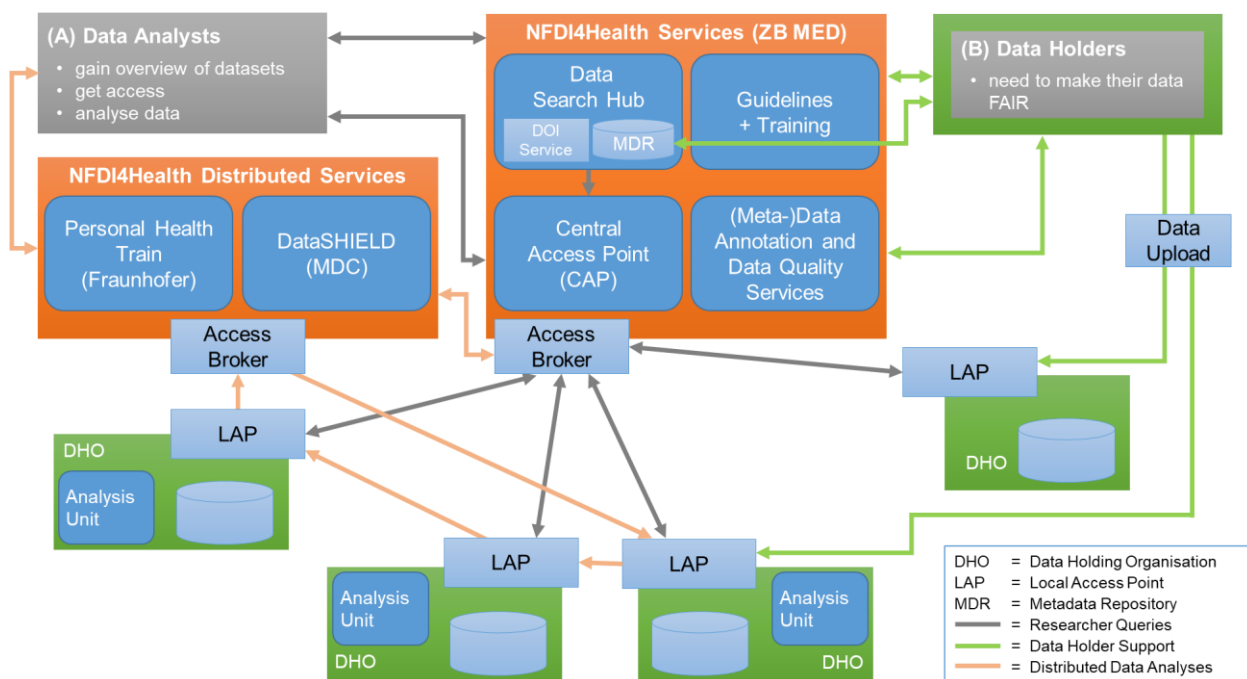 (A) Data Analysts
• gain overview of datasets
• get access
• analyse data
NFDI4Health Services (ZB MED)
Data
Search Hub
DOI
Service
MDR
Guidelines
+ Training
(B) Data Holders
• need to make their data
FAIR
NFDI4Health Distributed Services
Personal Health
Train
(Fraunhofer)
DataSHIELD
(MDC)
Central
Access Point
(CAP)
(Meta-)Data
Annotation and
Data Quality
Services
Data
Upload
Access
Broker
Access
Broker
LAP
DHO
LAP
DHO
Analysis
Unit
LAP
Analysis
Unit
DHO
LAP
Analysis
Unit
DHO
DHO = Data Holding Organisation
LAP = Local Access Point
MDR = Metadata Repository
= Researcher Queries
= Data Holder Support
= Distributed Data Analyses